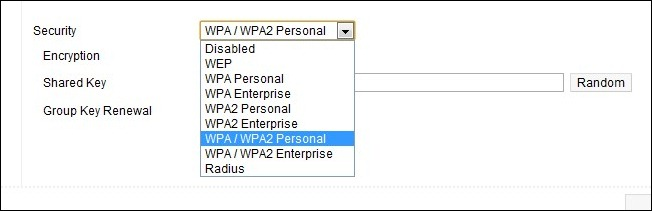 Security WPA / WPA2 Personal
Disabled
Encryption
WEP
Shared Key WPA Personal Random
WPA Enterprise
Group Key Renewal WPA2 Personal
WPA2 Enterprise
WPA / WPA2 Personal
WPA / WPA2 Enterprise
Radius